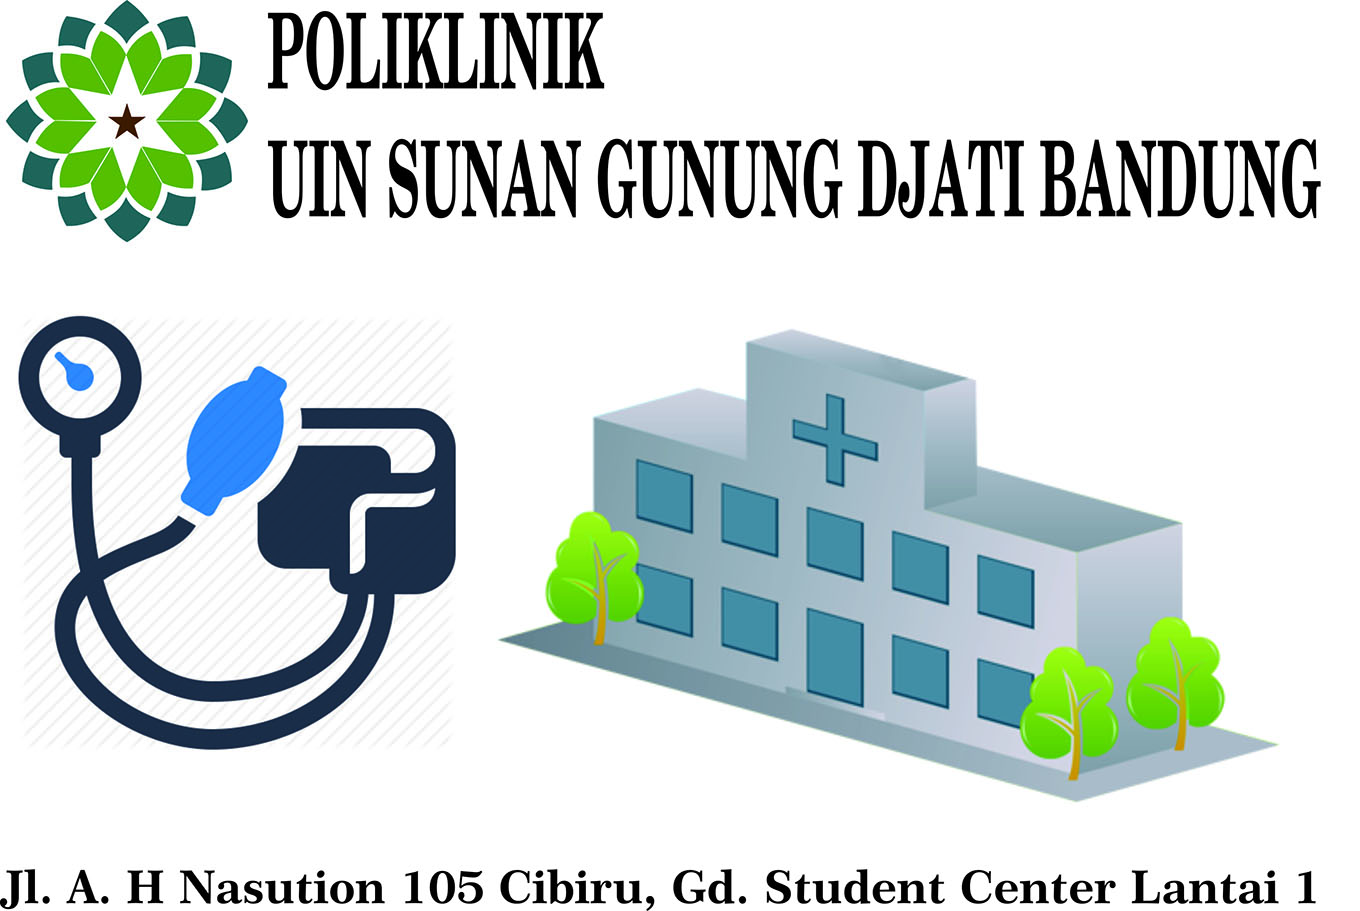 POLIKLINIK
UIN SUNAN GUNUNG DJATI BANDUNG
Jl. A. H Nasution 105 Cibiru, Gd. Student Center Lantai 1